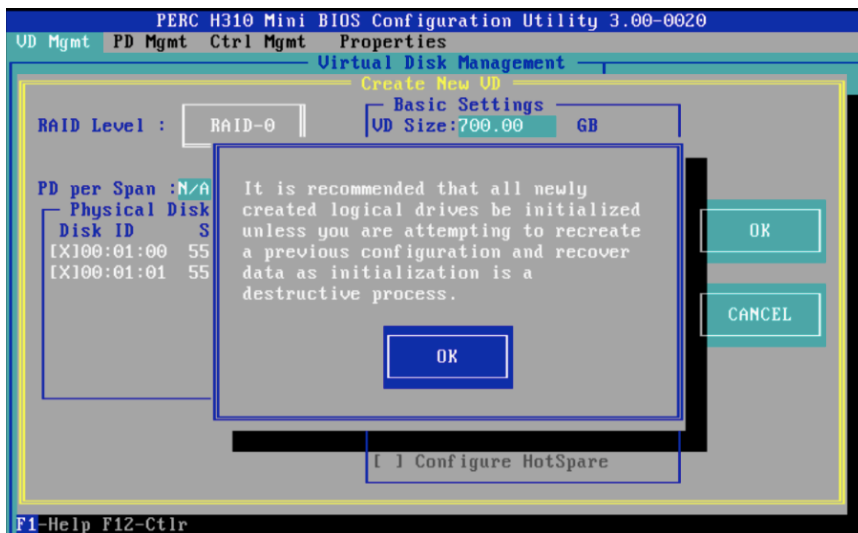 PERC H310 Mini BIOS Configuration Utility 3.00-0020
VD Mgmt PD Mgmt Ctrl Mgmt Properties
Virtual Disk Management
Create New VD
Basic Settings
RAID Level : RAID-0 VD Size:700.00 GB
PD per Span :N/A
Physical Disk
Disk ID S
[X]00:01:00 55
[X]00:01:01 55
It is recommended that all newly
created logical drives be initialized
unless you are attempting to recreate
a previous configuration and recover
data as initialization is a
destructive process.
OK
OK
CANCEL
[ ] Configure HotSpare
F1-Help F12-Ctlr